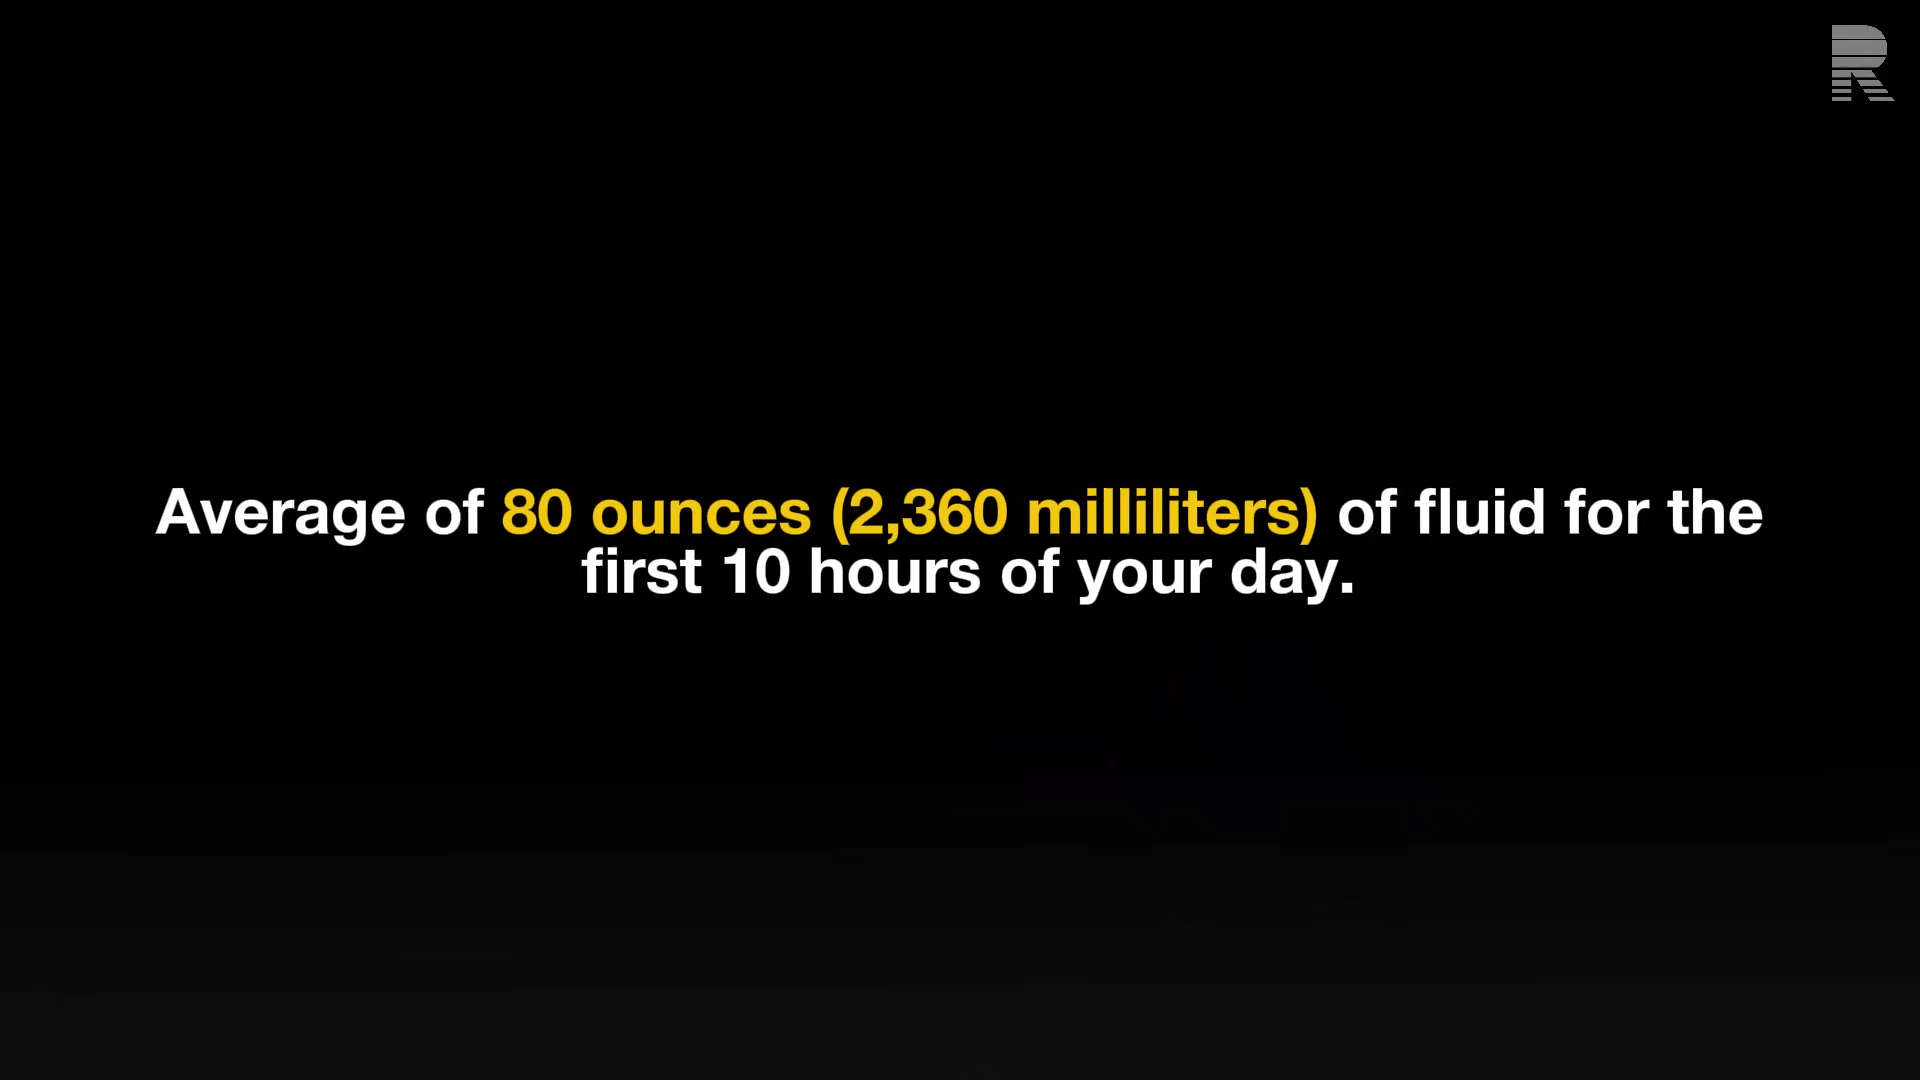 Average of 80 ounces (2,360 milliliters) of fluid for the
first 10 hours of your day.
R